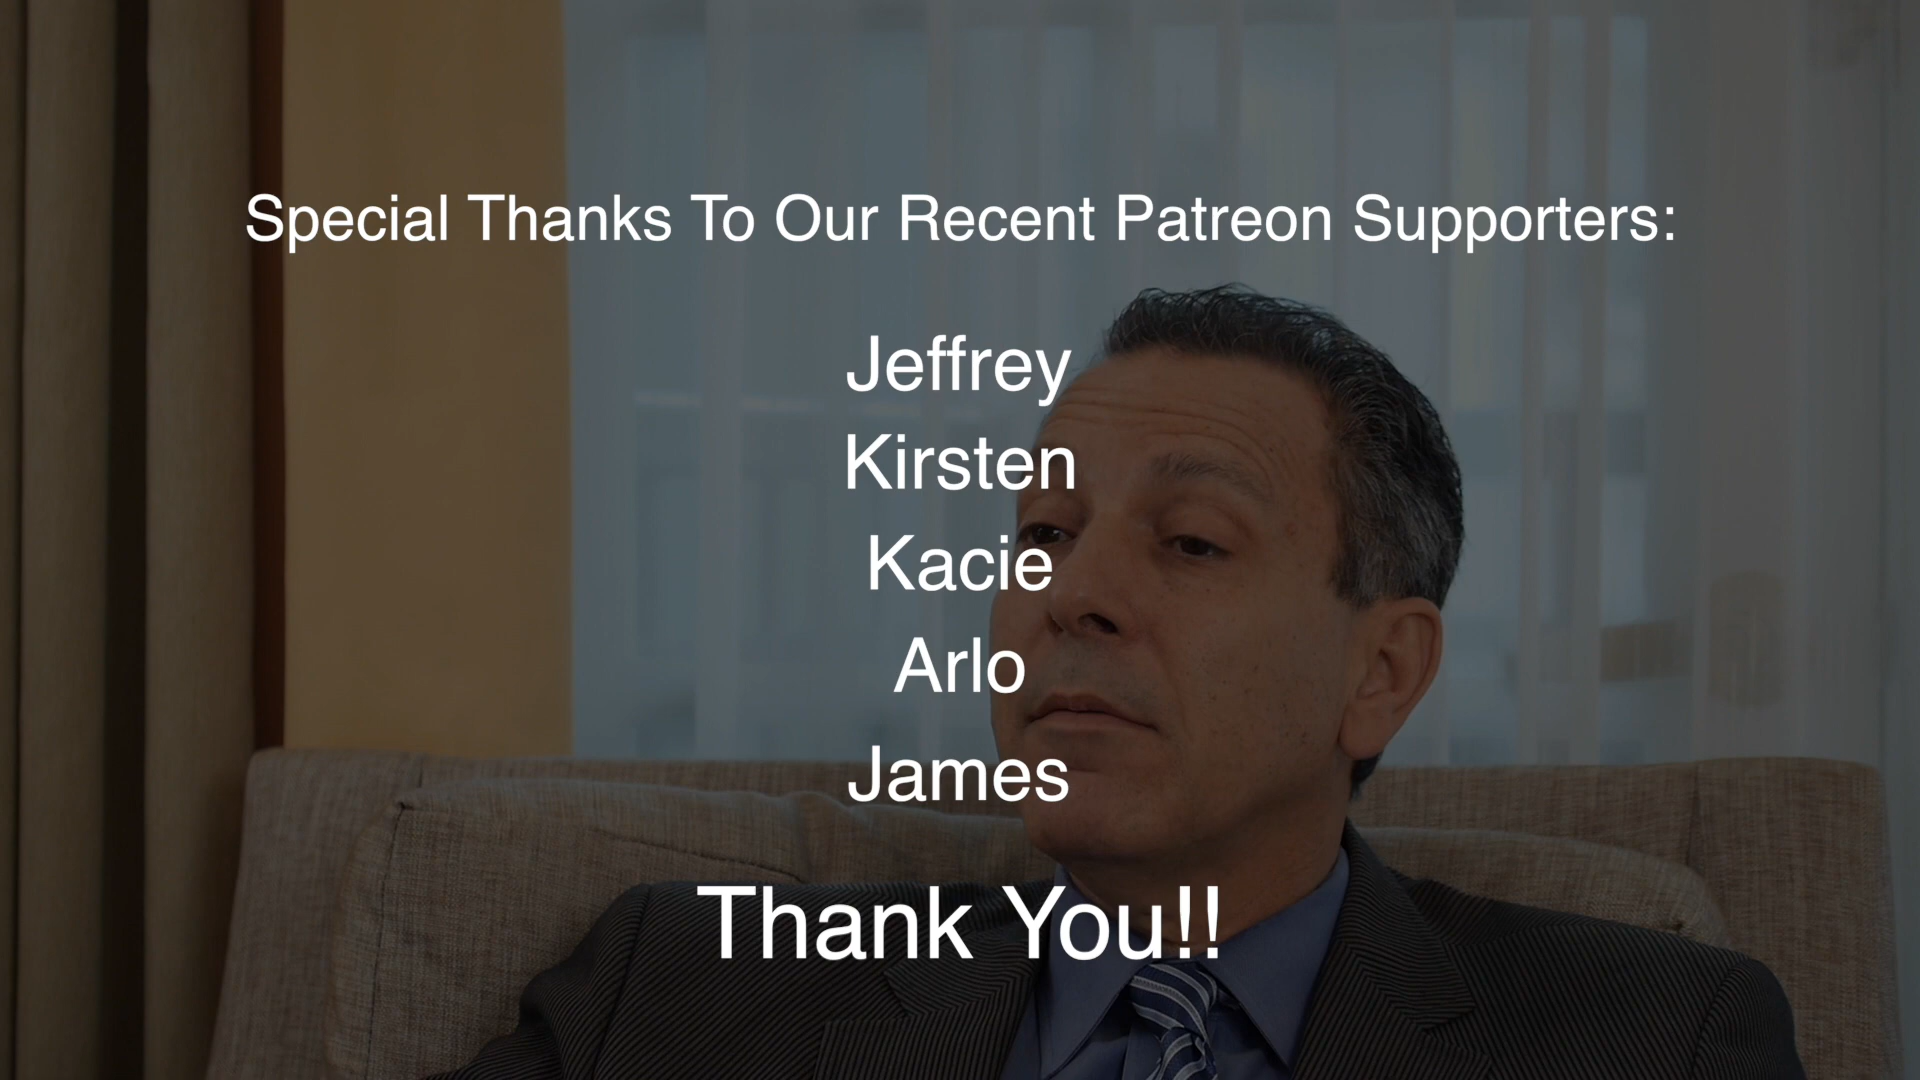 Special Thanks To Our Recent Patreon Supporters:
Jeffrey
Kirsten
Kacie
Arlo
James
Thank You!!